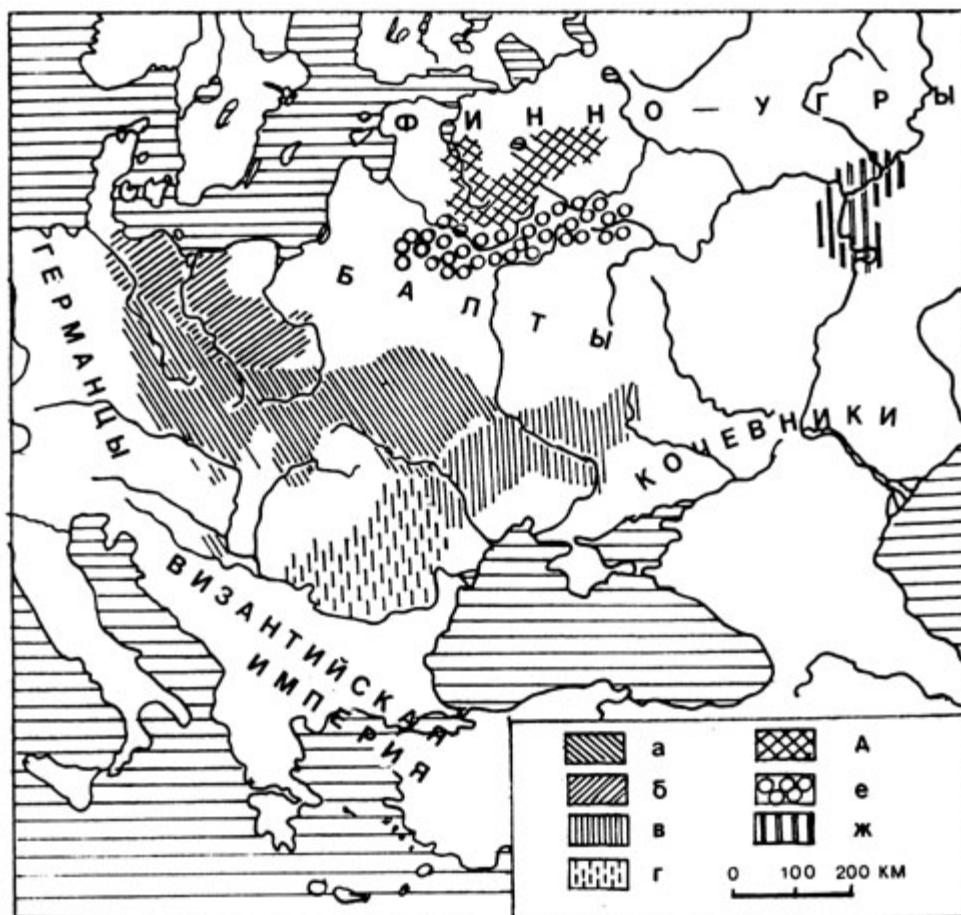 ФИННО—УГРЫ
БАЛТЫ
ГЕРМАНЦЫ
КОЧЕВНИКИ
ВИЗАНТИЙСКАЯ
ИМПЕРИЯ
а
б
в
г
А
е
ж
0 100 200 КМ